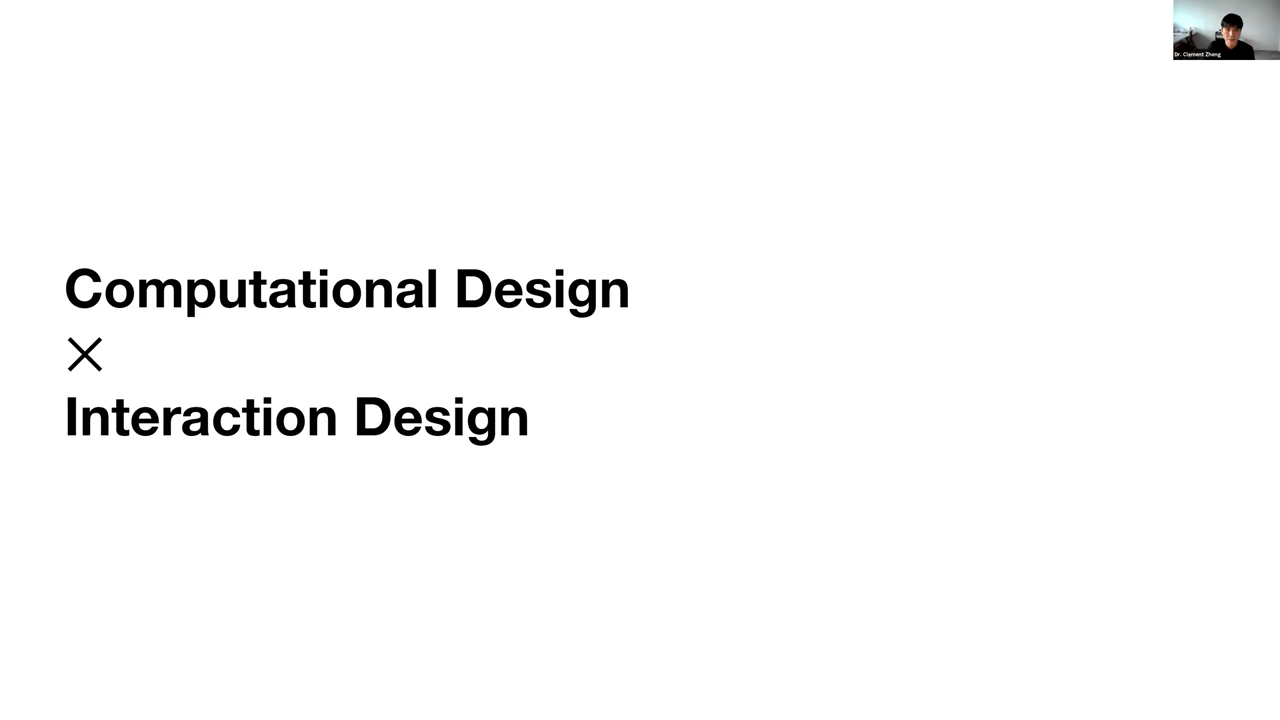 Dr. Clement Zheng
Computational Design
×
Interaction Design